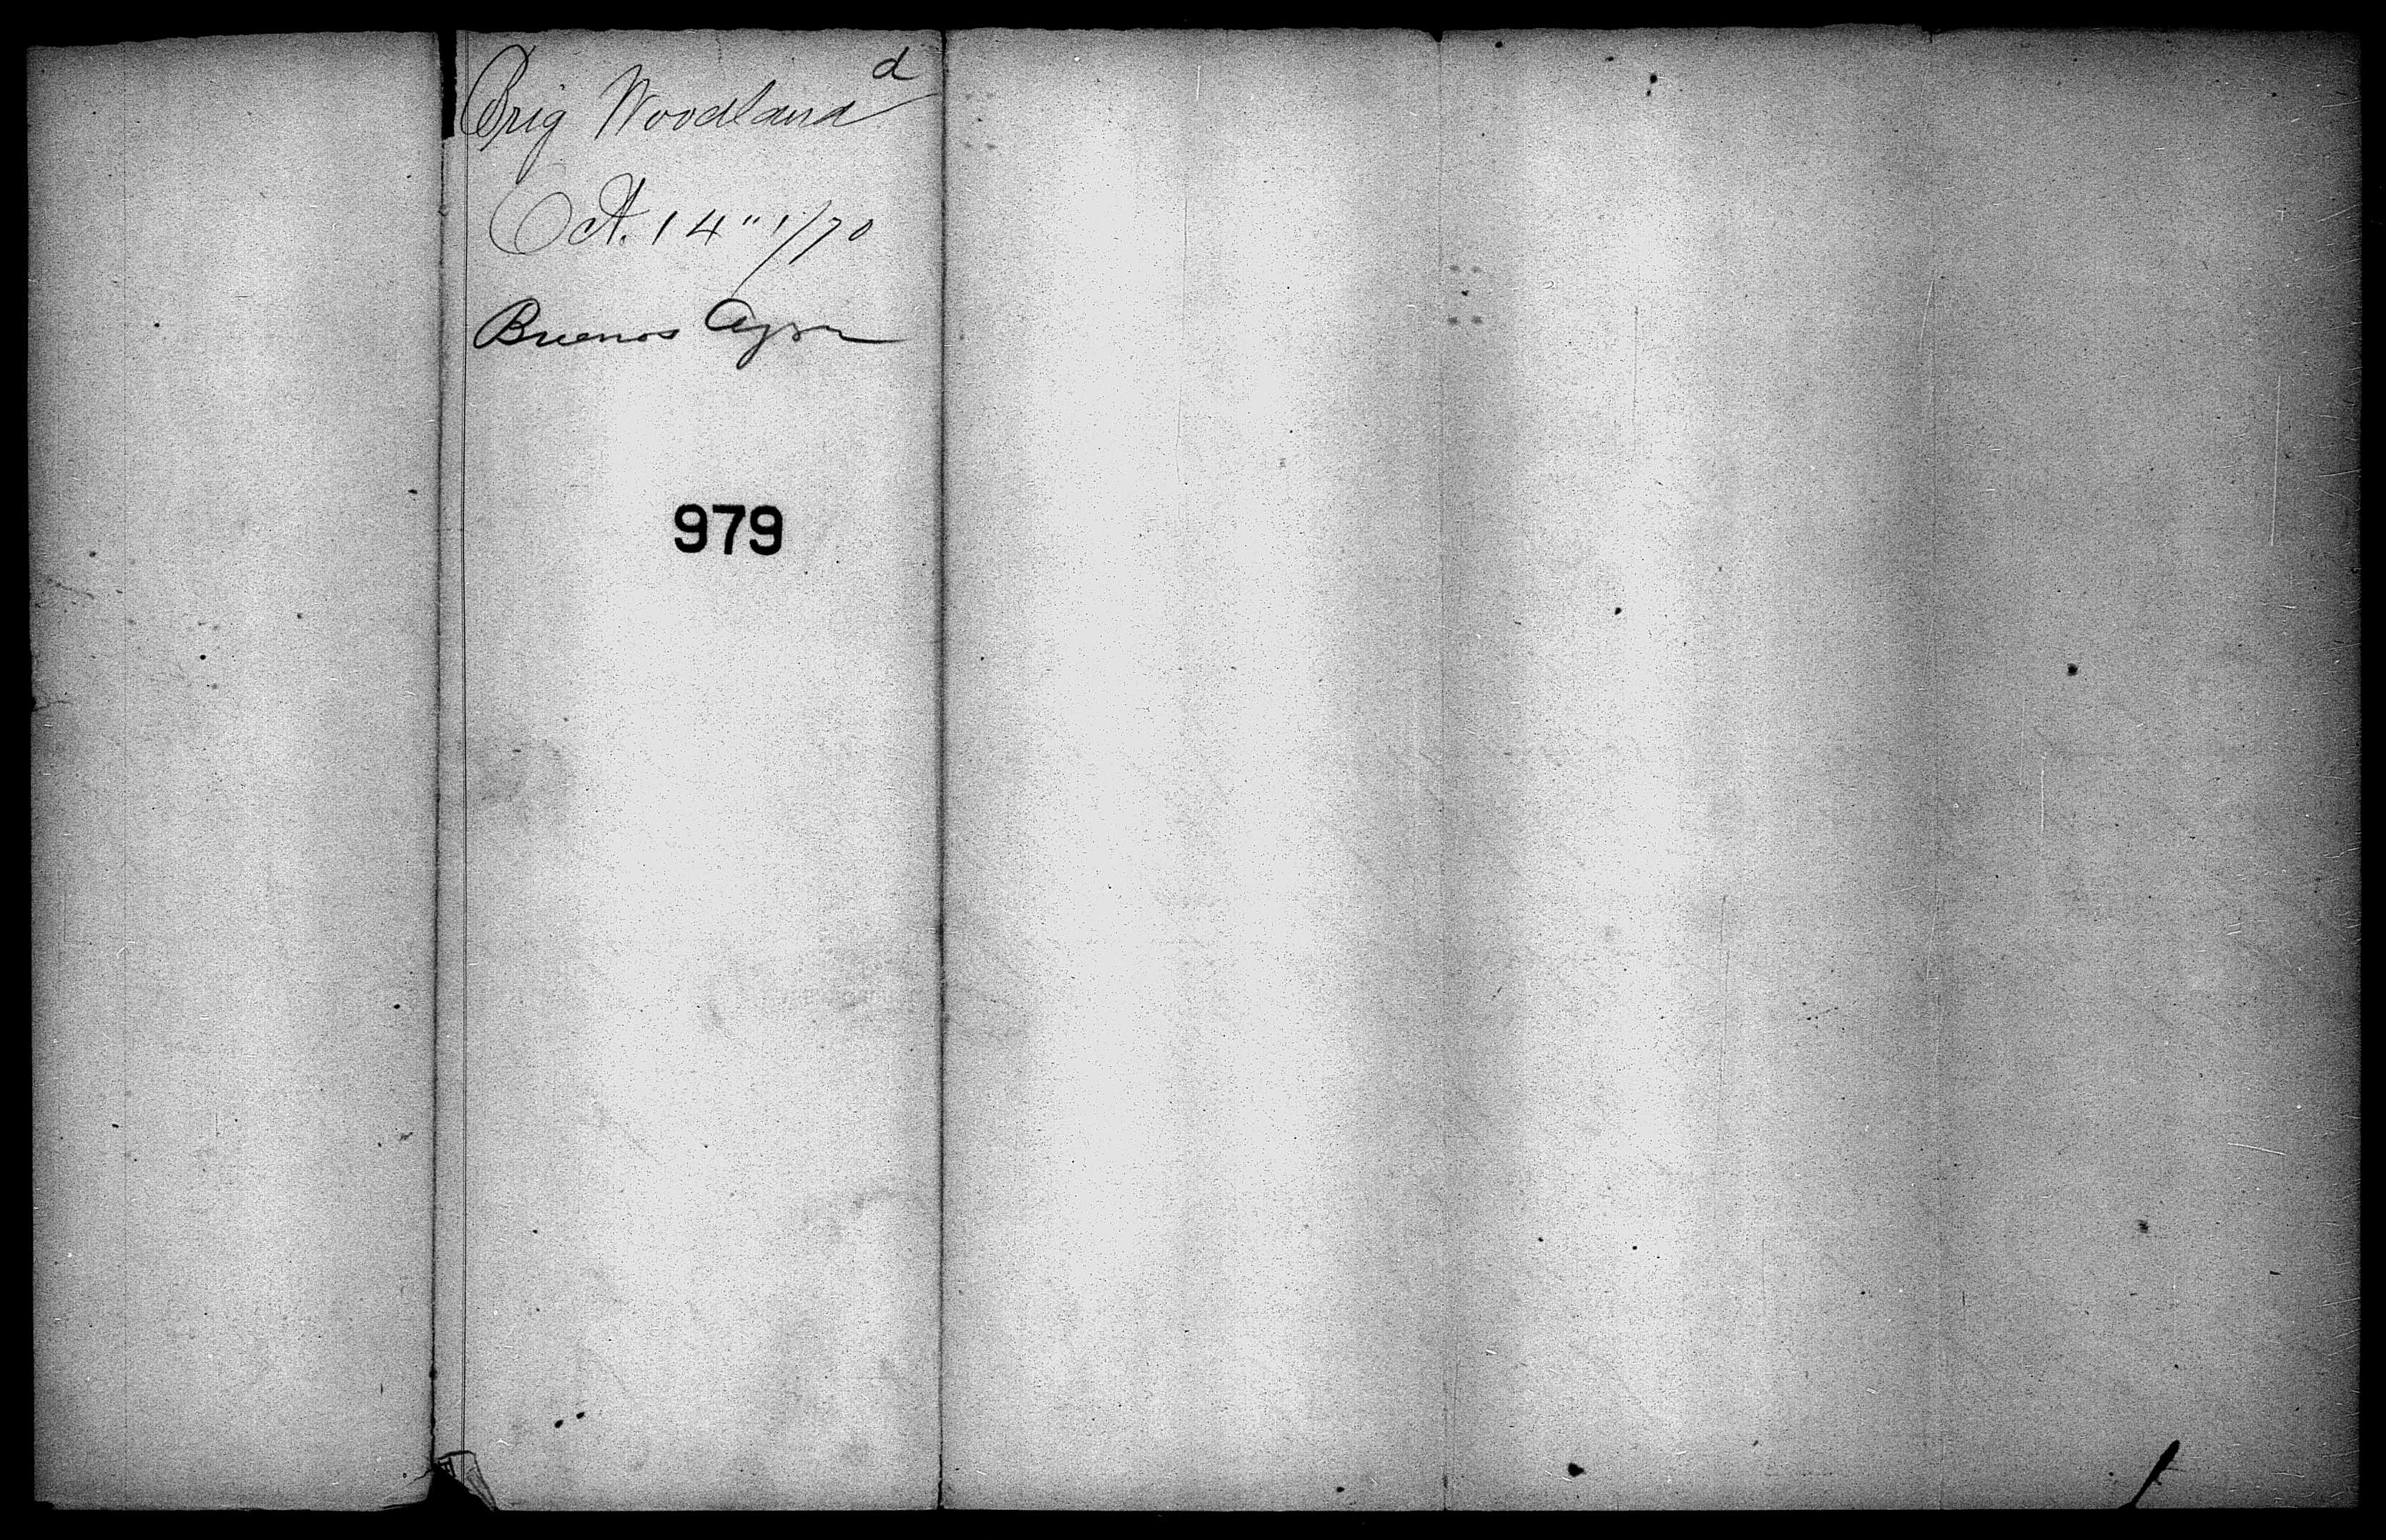 d
Brig Woodland
Oct. 14" 1/70
Buenos Ayres
979